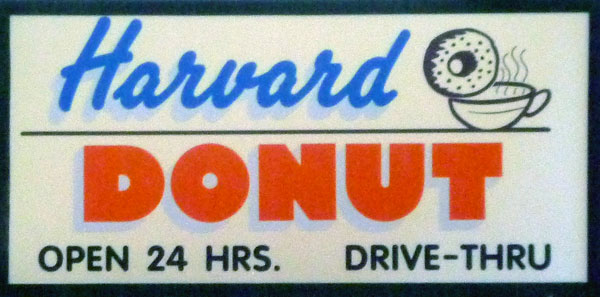 Harvard
DONUT
OPEN 24 HRS. DRIVE-THRU